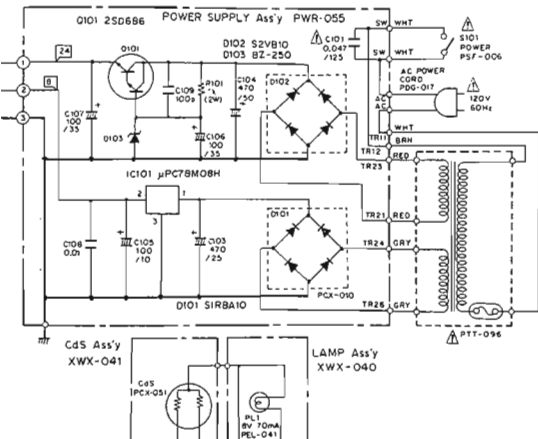 Q101 2SD686
POWER SUPPLY Ass'y PWR-055
24
Q101
D102 S2VB10
D103 BZ-250
C101
0.047
/125
SW
WHT
SW
WHT
S101
POWER
PSF-006
1
8
2
3
C107
100
/35
C109
100p
R101
1K
(2W)
C104
470
/50
D102
D103
C106
100
/35
AC POWER
CORD
PDG-017
AC
AC
120V
60Hz
TR11
WHT
BRN
TR12
RED
TR23
IC101 μPC78M08H
2
1
3
TR21
RED
D101
TR24
GRY
C108
0.01
C105
100
/10
C103
470
/25
PCX-010
D101 SIRBA10
TR26
GRY
PTT-096
CdS Ass'y
XWX-041
LAMP Ass'y
XWX-040
CdS
PCX-051
PL1
8V 70mA
PEL-041